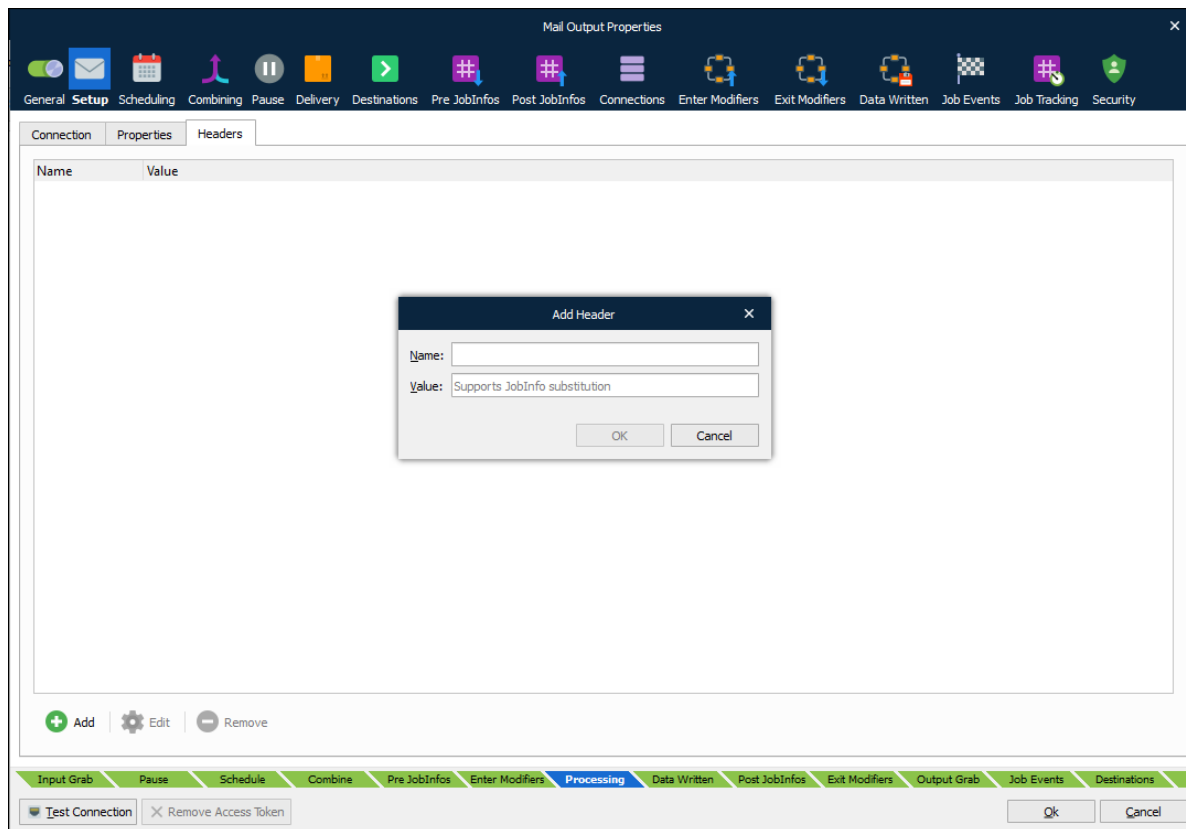 Mail Output Properties
General Setup Scheduling Combining Pause Delivery Destinations Pre JobInfos Post JobInfos Connections Enter Modifiers Exit Modifiers Data Written Job Events Job Tracking Security
Connection Properties Headers
Name Value
Add Header
Name:
Value: Supports JobInfo substitution
OK Cancel
Add Edit Remove
Input Grab Pause Schedule Combine Pre JobInfos Enter Modifiers Processing Data Written Post JobInfos Exit Modifiers Output Grab Job Events Destinations
Test Connection Remove Access Token Ok Cancel